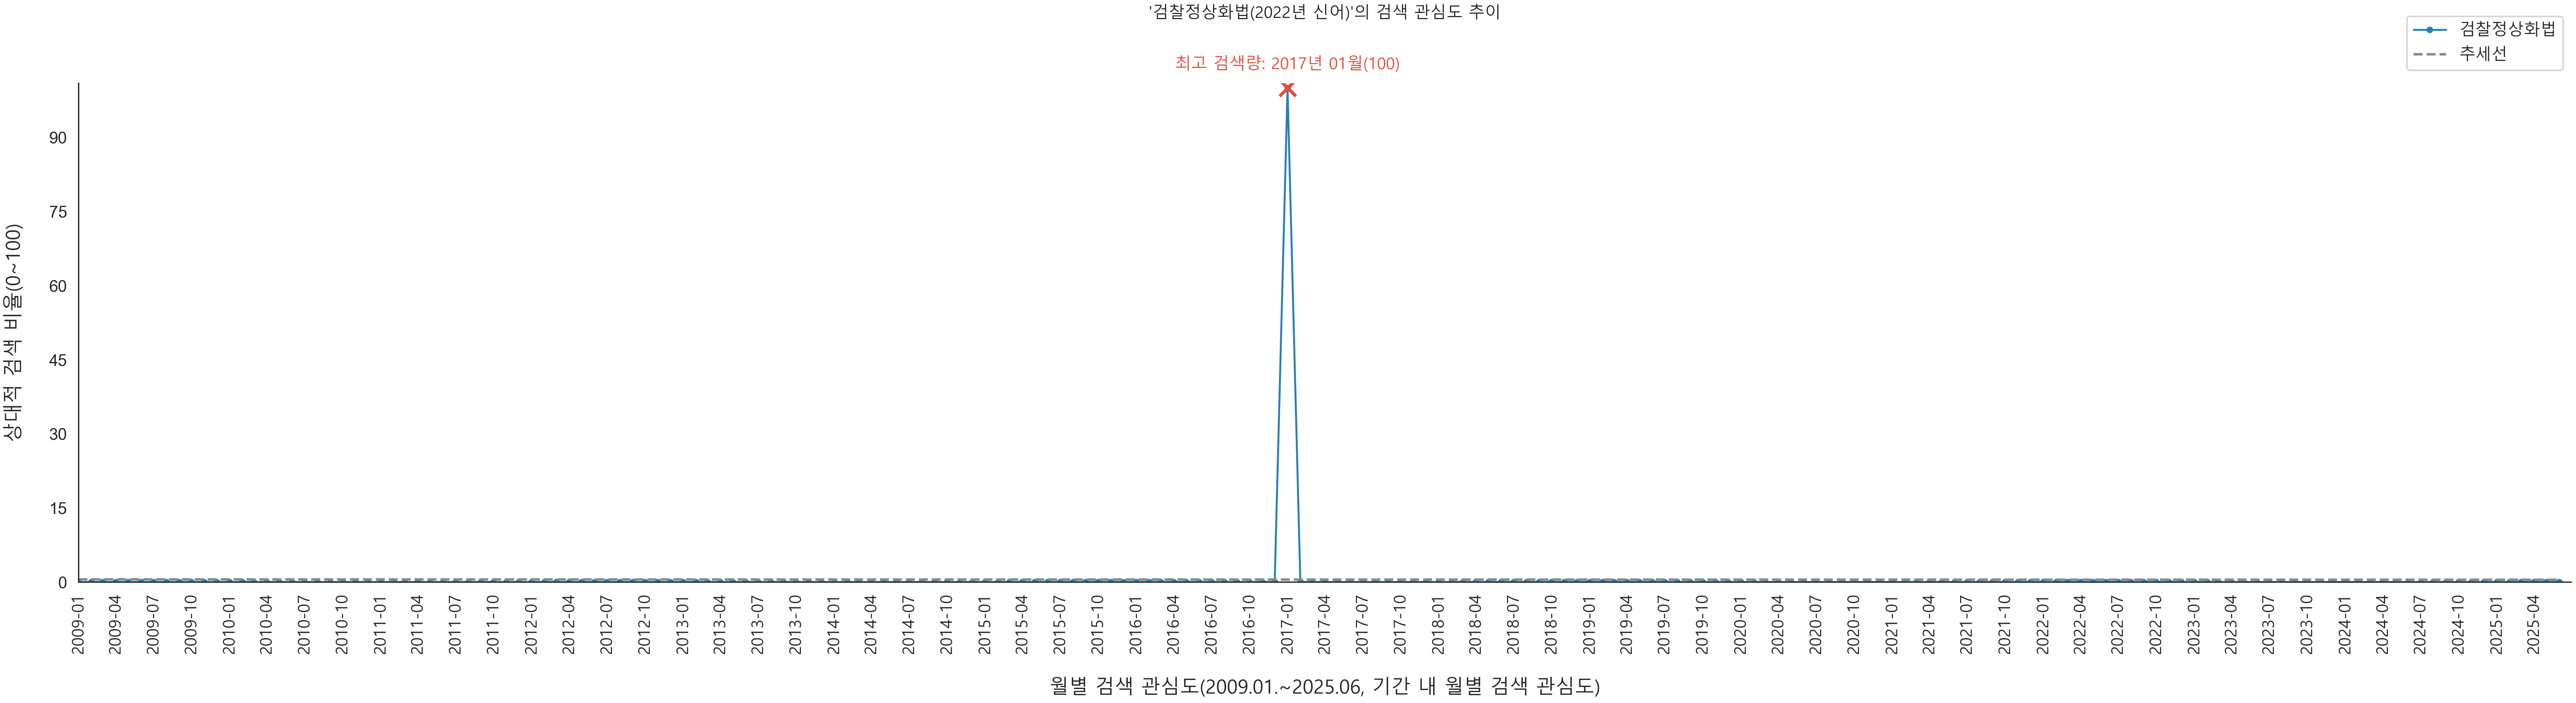 '검찰정상화법(2022년 신어)'의 검색 관심도 추이
검찰정상화법
추세선
최고 검색량: 2017년 01월(100)
상대적 검색 비율(0~100)
90
75
60
45
30
15
0
2009-01 2009-04 2009-07 2009-10 2010-01 2010-04 2010-07 2010-10 2011-01 2011-04 2011-07 2011-10 2012-01 2012-04 2012-07 2012-10 2013-01 2013-04 2013-07 2013-10 2014-01 2014-04 2014-07 2014-10 2015-01 2015-04 2015-07 2015-10 2016-01 2016-04 2016-07 2016-10 2017-01 2017-04 2017-07 2017-10 2018-01 2018-04 2018-07 2018-10 2019-01 2019-04 2019-07 2019-10 2020-01 2020-04 2020-07 2020-10 2021-01 2021-04 2021-07 2021-10 2022-01 2022-04 2022-07 2022-10 2023-01 2023-04 2023-07 2023-10 2024-01 2024-04 2024-07 2024-10 2025-01 2025-04
월별 검색 관심도(2009.01.~2025.06, 기간 내 월별 검색 관심도)